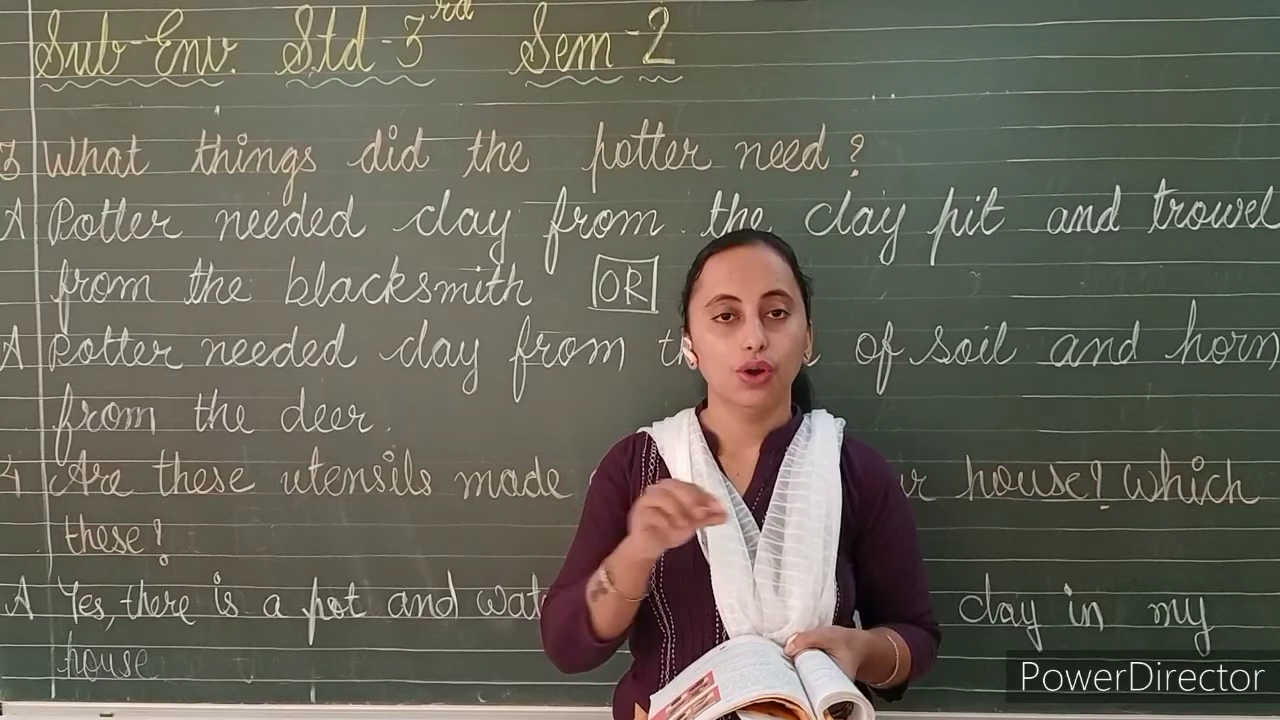 Sub-Env. Std-3rd Sem-2
3 What things did the potter need?
A Potter needed clay from the clay pit and trowel
from the blacksmith OR
A Potter needed clay from of soil and horn
from the deer.
4 Are these utensils made house? Which
these?
A Yes, there is a pot and clay in my
house
PowerDirector